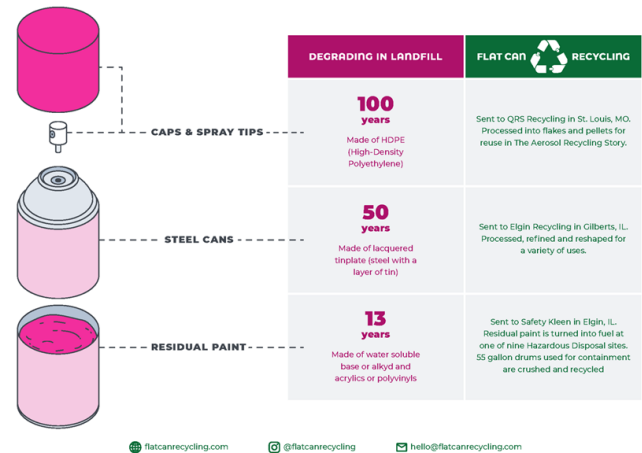 DEGRADING IN LANDFILL
FLAT CAN RECYCLING
CAPS & SPRAY TIPS
100
years
Made of HDPE
(High-Density
Polyethylene)
Sent to QRS Recycling in St. Louis, MO.
Processed into flakes and pellets for
reuse in The Aerosol Recycling Story.
STEEL CANS
50
years
Made of lacquered
tinplate (steel with a
layer of tin)
Sent to Elgin Recycling in Gilberts, IL.
Processed, refined and reshaped for
a variety of uses.
RESIDUAL PAINT
13
years
Made of water soluble
base or alkyd and
acrylics or polyvinyls
Sent to Safety Kleen in Elgin, IL.
Residual paint is turned into fuel at
one of nine Hazardous Disposal sites.
55 gallon drums used for containment
are crushed and recycled
flatcanrecycling.com
@flatcanrecycling
hello@flatcanrecycling.com